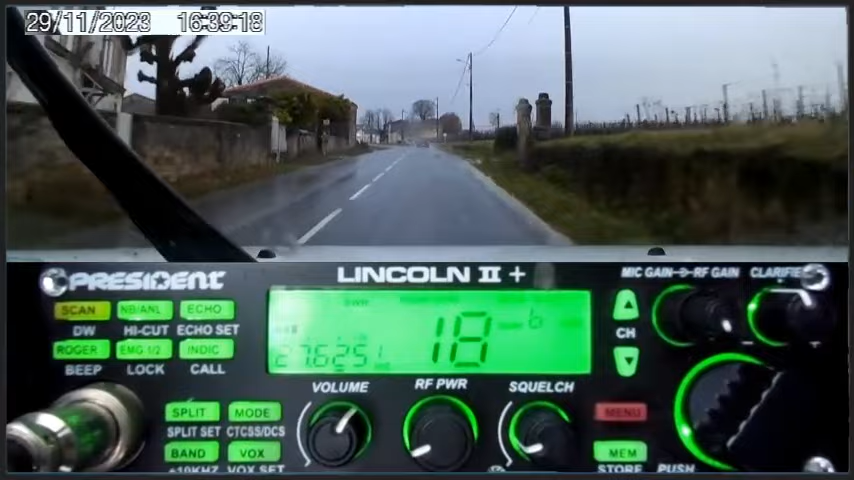 29/11/2023 16:39:18
PRESIDENT
LINCOLN II +
MIC GAIN RF GAIN CLARIFIE
SCAN NB/ANL ECHO
DW HI-CUT ECHO SET
ROGER EMG 1/2 INDIC
BEEP LOCK CALL
18 b
27.625
CH
VOLUME RF PWR SQUELCH
SPLIT MODE
SPLIT SET CTCSS/DCS
BAND VOX
+10KHZ VOX SET
MENU
MEM
STORE PUSH